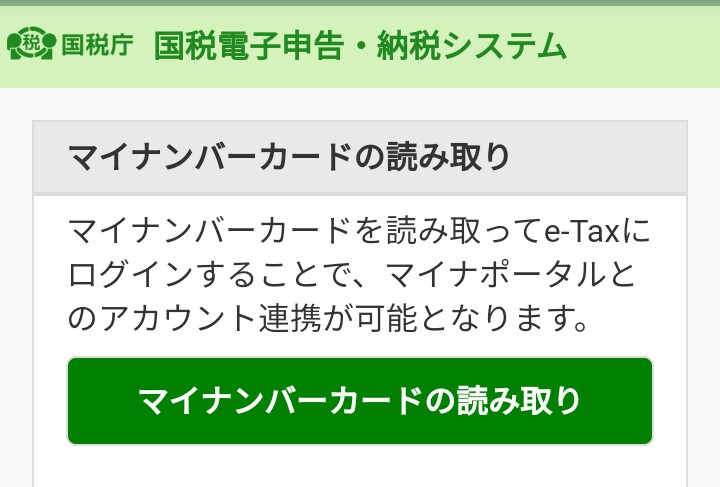 税 国税庁 国税電子申告・納税システム
マイナンバーカードの読み取り
マイナンバーカードを読み取ってe-Taxに
ログインすることで、マイナポータルと
のアカウント連携が可能となります。
マイナンバーカードの読み取り